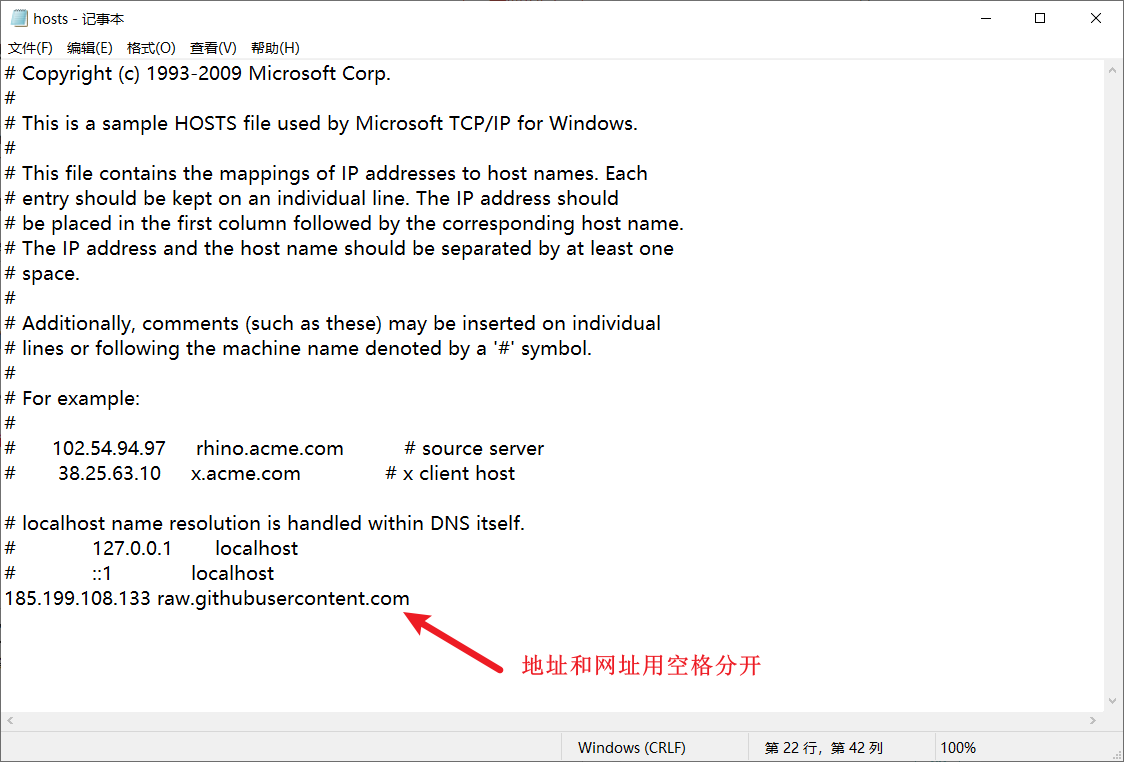 hosts - 记事本
文件(F) 编辑(E) 格式(O) 查看(V) 帮助(H)
# Copyright (c) 1993-2009 Microsoft Corp.
#
# This is a sample HOSTS file used by Microsoft TCP/IP for Windows.
#
# This file contains the mappings of IP addresses to host names. Each
# entry should be kept on an individual line. The IP address should
# be placed in the first column followed by the corresponding host name.
# The IP address and the host name should be separated by at least one
# space.
#
# Additionally, comments (such as these) may be inserted on individual
# lines or following the machine name denoted by a '#' symbol.
#
# For example:
#
# 102.54.94.97 rhino.acme.com # source server
# 38.25.63.10 x.acme.com # x client host
# localhost name resolution is handled within DNS itself.
# 127.0.0.1 localhost
# ::1 localhost
185.199.108.133 raw.githubusercontent.com
地址和网址用空格分开
Windows (CRLF) 第 22 行，第 42 列 100%